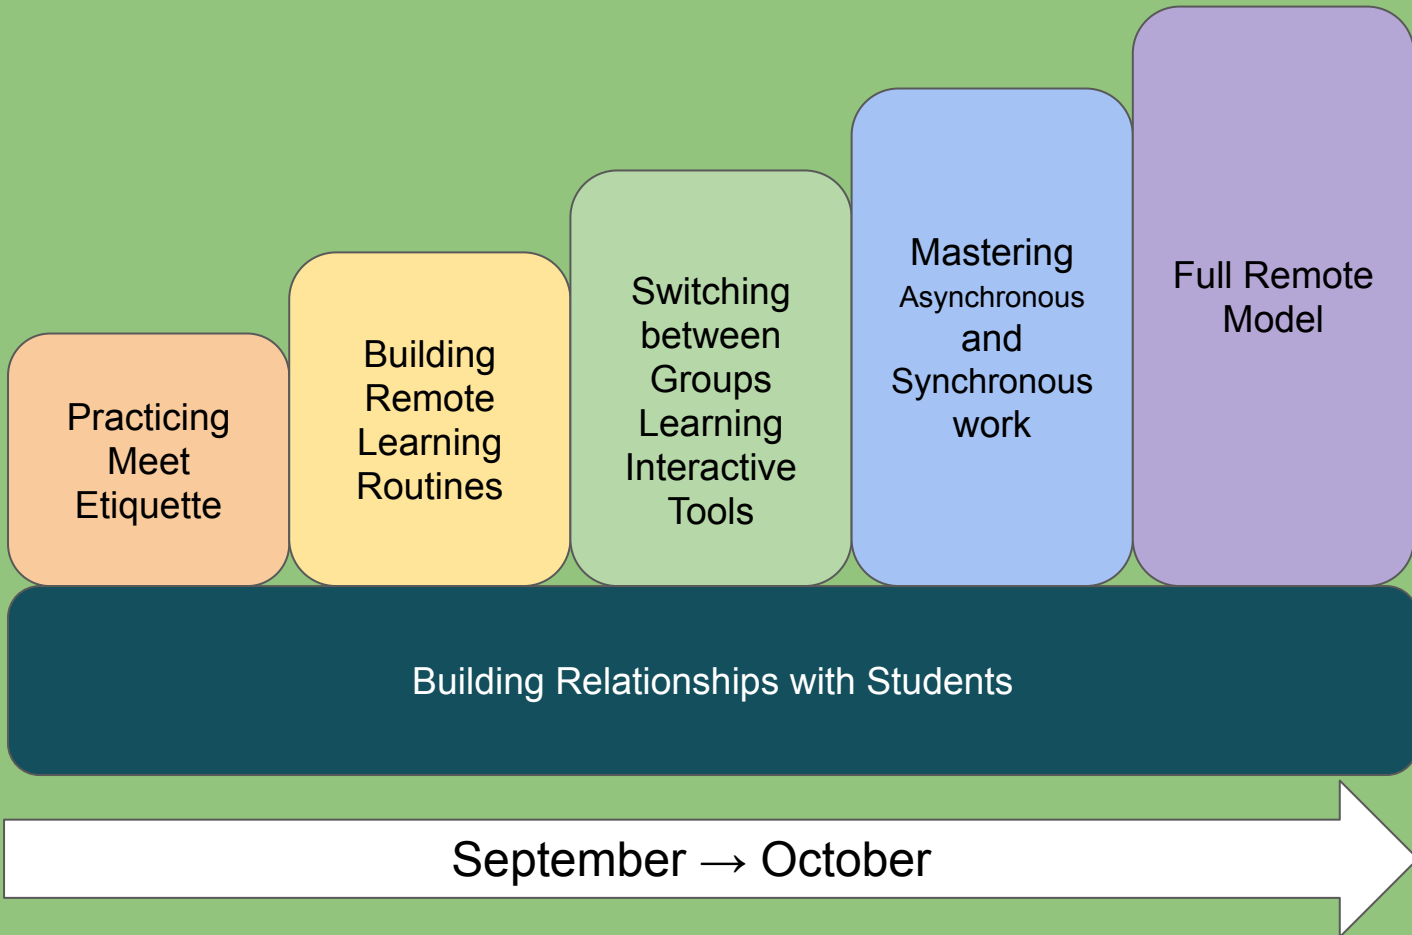 Practicing
Meet
Etiquette
Building
Remote
Learning
Routines
Switching
between
Groups
Learning
Interactive
Tools
Mastering
Asynchronous
and
Synchronous
work
Full Remote
Model
Building Relationships with Students
September → October